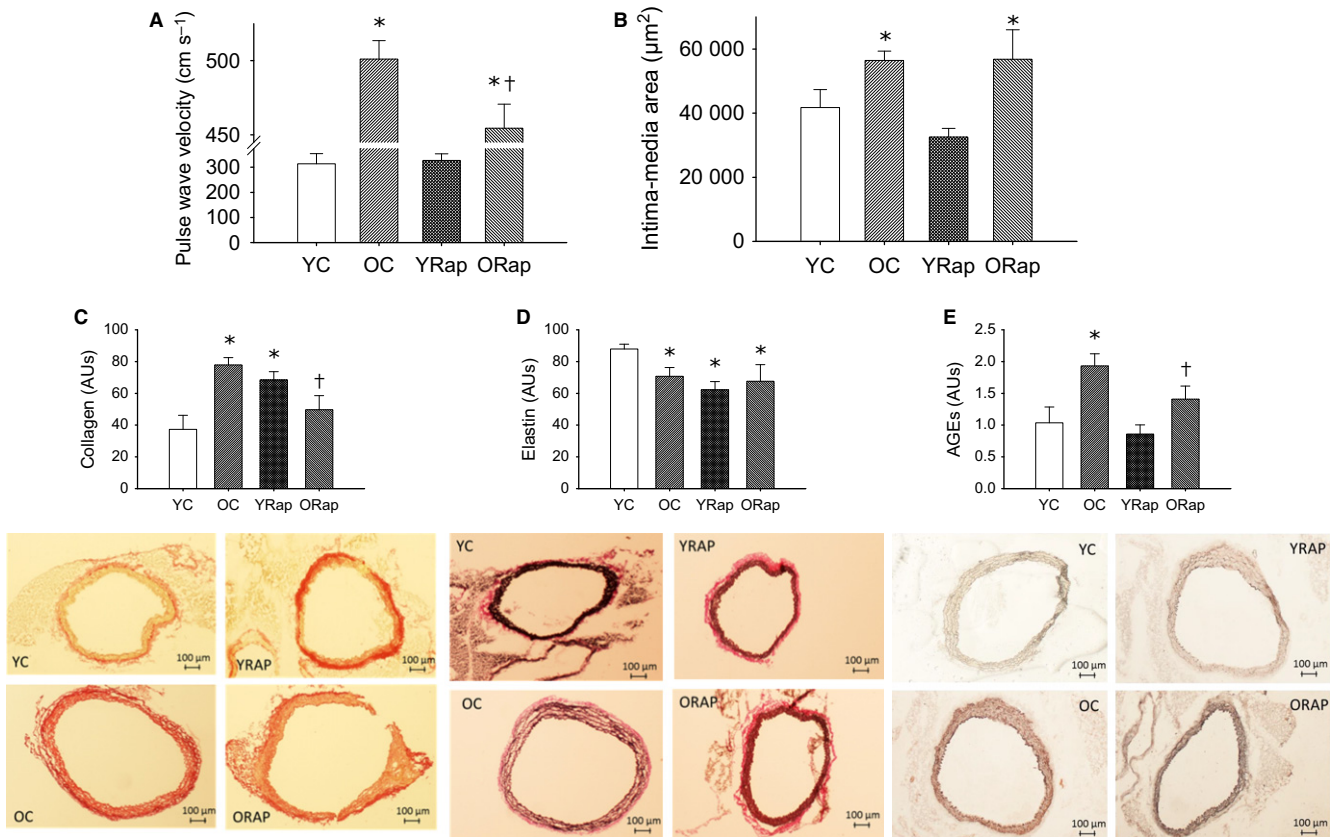 A
Pulse wave velocity (cm s⁻¹)
500
450
300
200
100
0
*
* †
YC OC YRap ORap
B
Intima-media area (µm²)
60 000
40 000
20 000
0
*
*
YC OC YRap ORap
C
Collagen (AUs)
100
80
60
40
20
0
*
*
†
YC OC YRap ORap
D
Elastin (AUs)
100
80
60
40
20
0
*
*
*
YC OC YRap ORap
E
AGEs (AUs)
2.5
2.0
1.5
1.0
0.5
0.0
*
†
YC OC YRap ORap
YC
100 µm
YRAP
100 µm
OC
100 µm
ORAP
100 µm
YC
100 µm
YRAP
100 µm
OC
100 µm
ORAP
100 µm
YC
100 µm
YRAP
100 µm
OC
100 µm
ORAP
100 µm